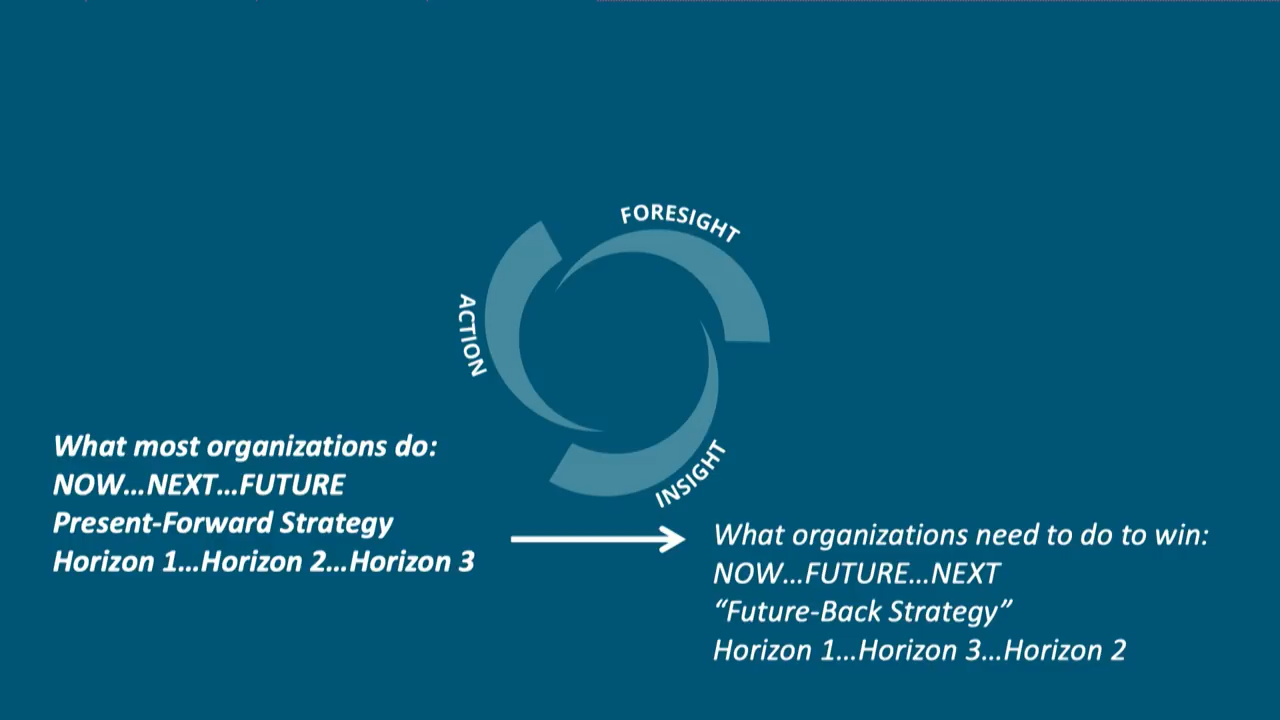 FORESIGHT
ACTION
INSIGHT
What most organizations do:
NOW...NEXT...FUTURE
Present-Forward Strategy
Horizon 1...Horizon 2...Horizon 3
What organizations need to do to win:
NOW...FUTURE...NEXT
“Future-Back Strategy”
Horizon 1...Horizon 3...Horizon 2